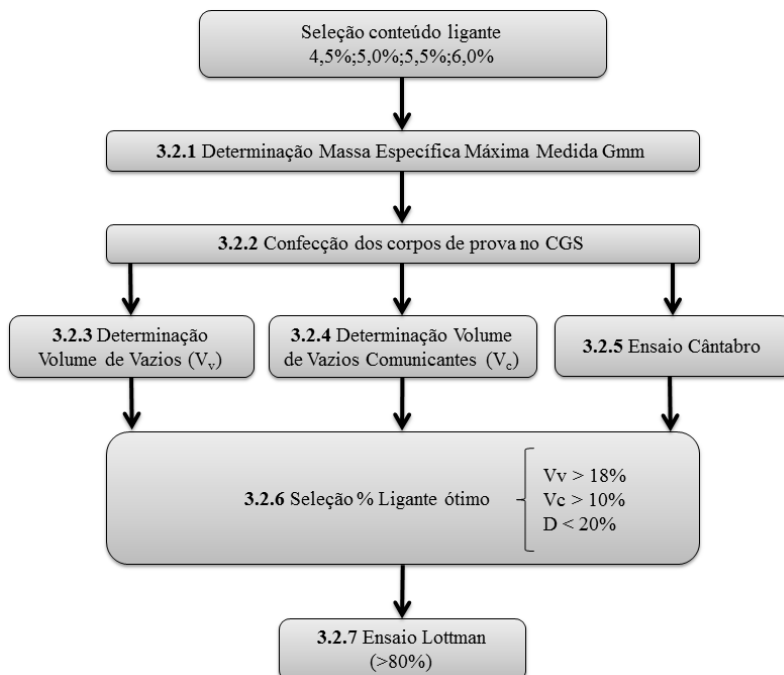 Seleção conteúdo ligante
4,5%;5,0%;5,5%;6,0%
3.2.1 Determinação Massa Específica Máxima Medida Gmm
3.2.2 Confecção dos corpos de prova no CGS
3.2.3 Determinação
Volume de Vazios (Vv)
3.2.4 Determinação Volume
de Vazios Comunicantes (Vc)
3.2.5 Ensaio Cântabro
3.2.6 Seleção % Ligante ótimo
Vv > 18%
Vc > 10%
D < 20%
3.2.7 Ensaio Lottman
(>80%)